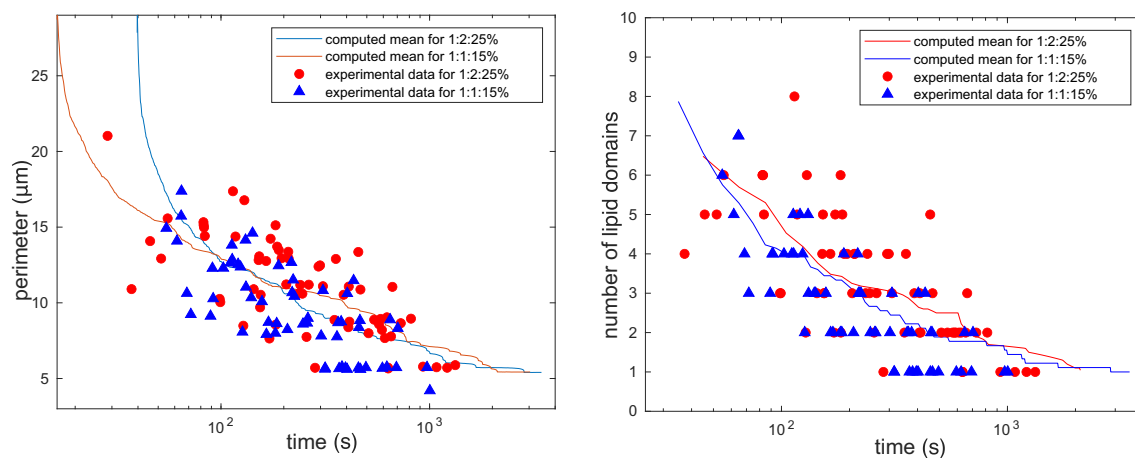 computed mean for 1:2:25%
computed mean for 1:1:15%
experimental data for 1:2:25%
experimental data for 1:1:15%
25
20
15
10
5
perimeter (µm)
10² 10³
time (s)
computed mean for 1:2:25%
computed mean for 1:1:15%
experimental data for 1:2:25%
experimental data for 1:1:15%
10
9
8
7
6
5
4
3
2
1
0
number of lipid domains
10² 10³
time (s)